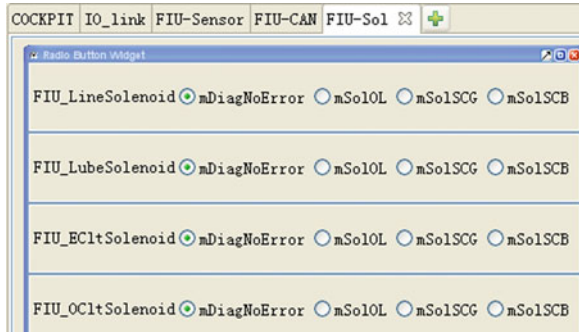 COCKPIT IO_link FIU-Sensor FIU-CAN FIU-Sol
Radio Button Widget
FIU_LineSolenoid mDiagNoError mSolOL mSolSCG mSolSCB
FIU_LubeSolenoid mDiagNoError mSolOL mSolSCG mSolSCB
FIU_ECltSolenoid mDiagNoError mSolOL mSolSCG mSolSCB
FIU_OCltSolenoid mDiagNoError mSolOL mSolSCG mSolSCB